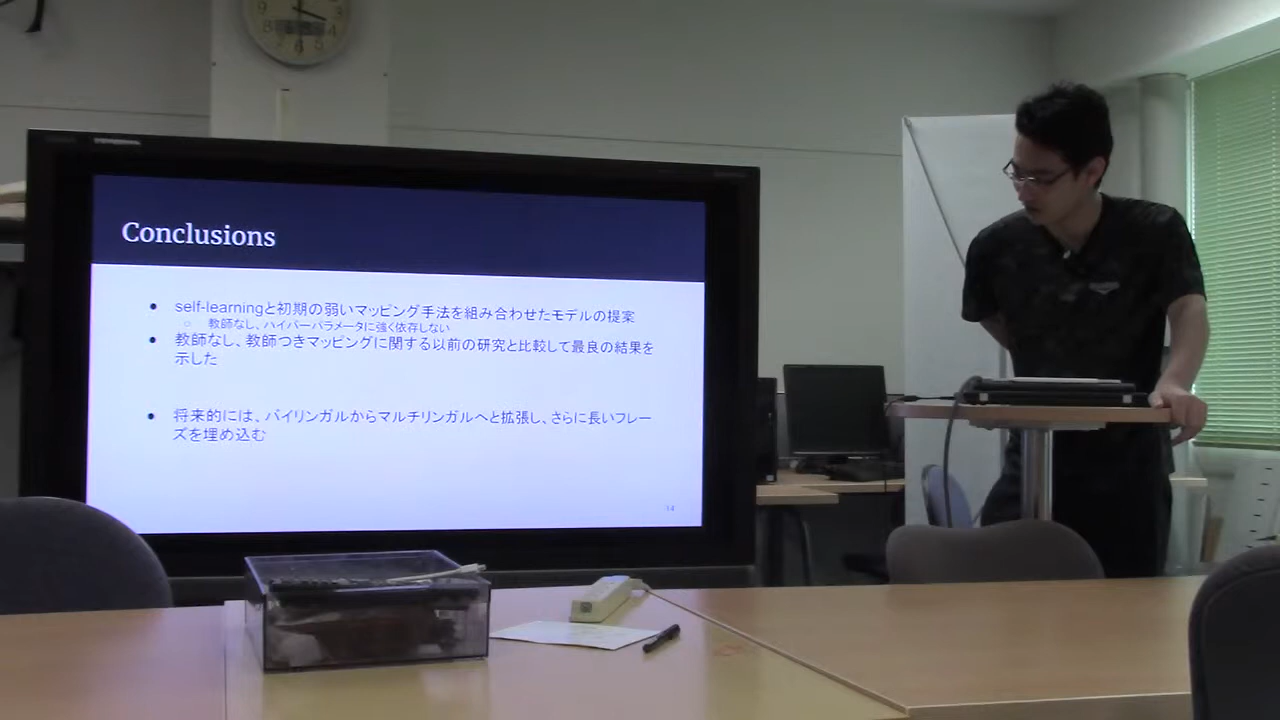 Conclusions
● self-learningと初期の弱いマッピング手法を組み合わせたモデルの提案
○ 教師なし、ハイパーパラメータに強く依存しない
● 教師なし、教師つきマッピングに関する以前の研究と比較して最良の結果を
示した
● 将来的には、バイリンガルからマルチリンガルへと拡張し、さらに長いフレー
ズを埋め込む
14